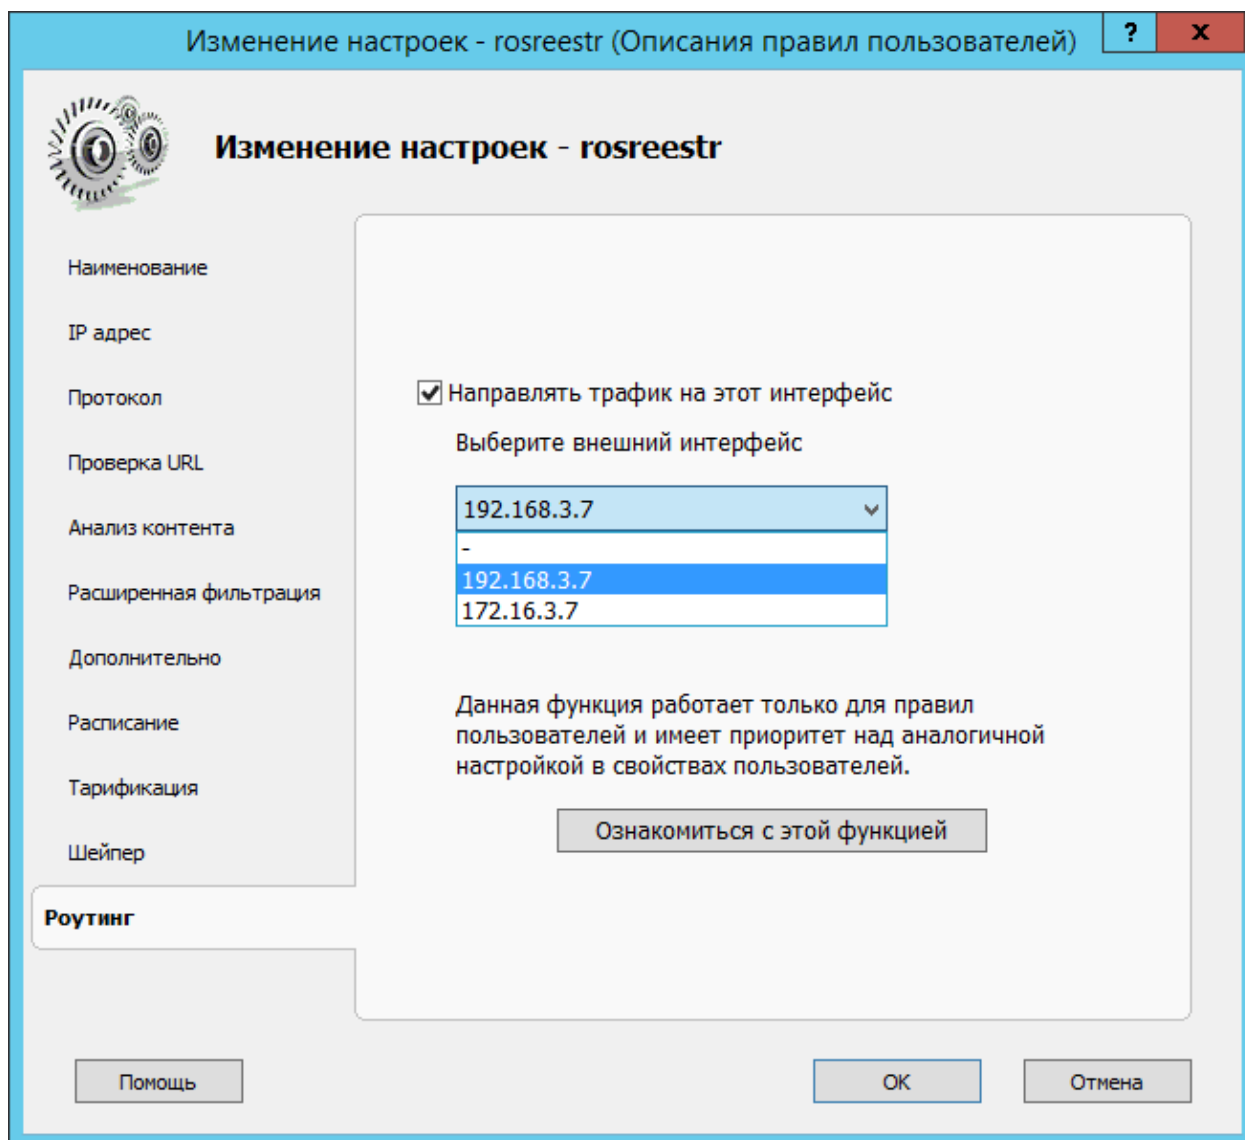 Изменение настроек - rosreestr (Описания правил пользователей)
?
x
Изменение настроек - rosreestr
Наименование
IP адрес
Протокол
Проверка URL
Анализ контента
Расширенная фильтрация
Дополнительно
Расписание
Тарификация
Шейпер
Роутинг
Направлять трафик на этот интерфейс
Выберите внешний интерфейс
192.168.3.7
-
192.168.3.7
172.16.3.7
Данная функция работает только для правил
пользователей и имеет приоритет над аналогичной
настройкой в свойствах пользователей.
Ознакомиться с этой функцией
Помощь
OK
Отмена